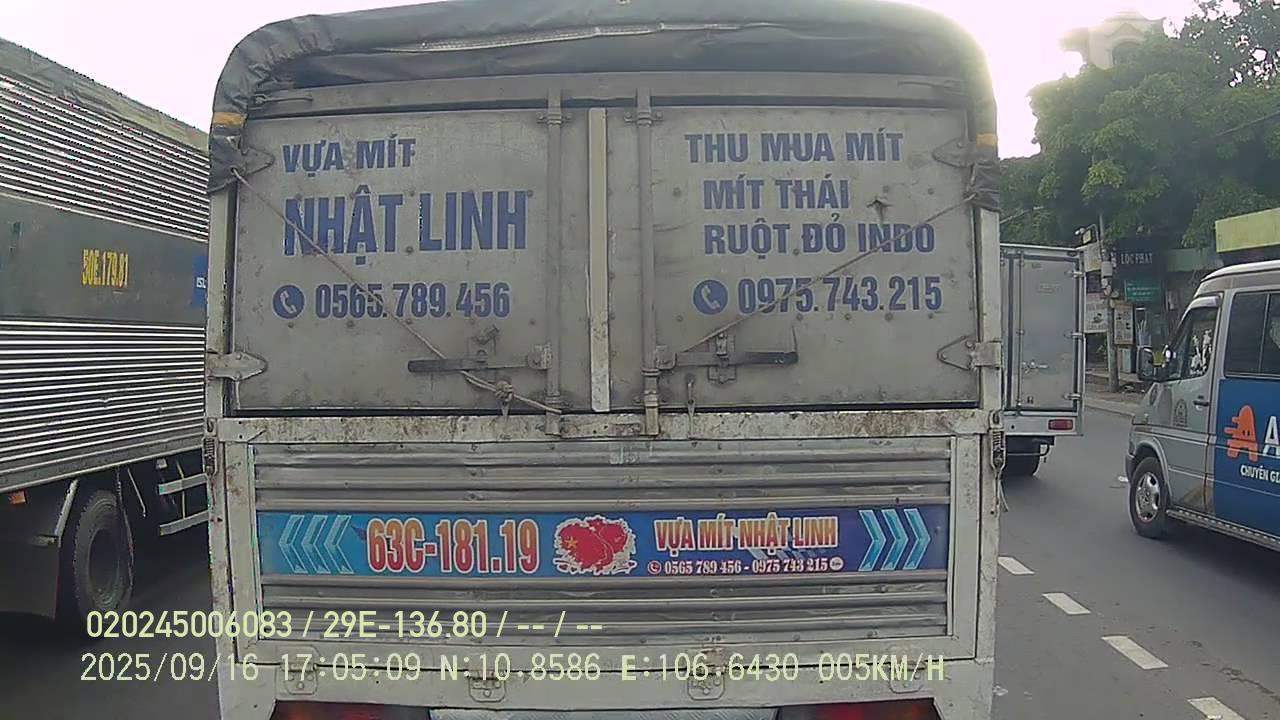 VỰA MÍT
NHẬT LINH
0565.789.456
THU MUA MÍT
MÍT THÁI
RUỘT ĐỎ INDO
0975.743.215
50E.179.81
LỘC PHÁT
CHUYÊN
63C-181.19
VỰA MÍT NHẬT LINH
0565 789 456 - 0975 743 215
020245006083 / 29E-136.80 / -- / --
2025/09/16 17:05:09 N:10.8586 E:106.6430 005KM/H